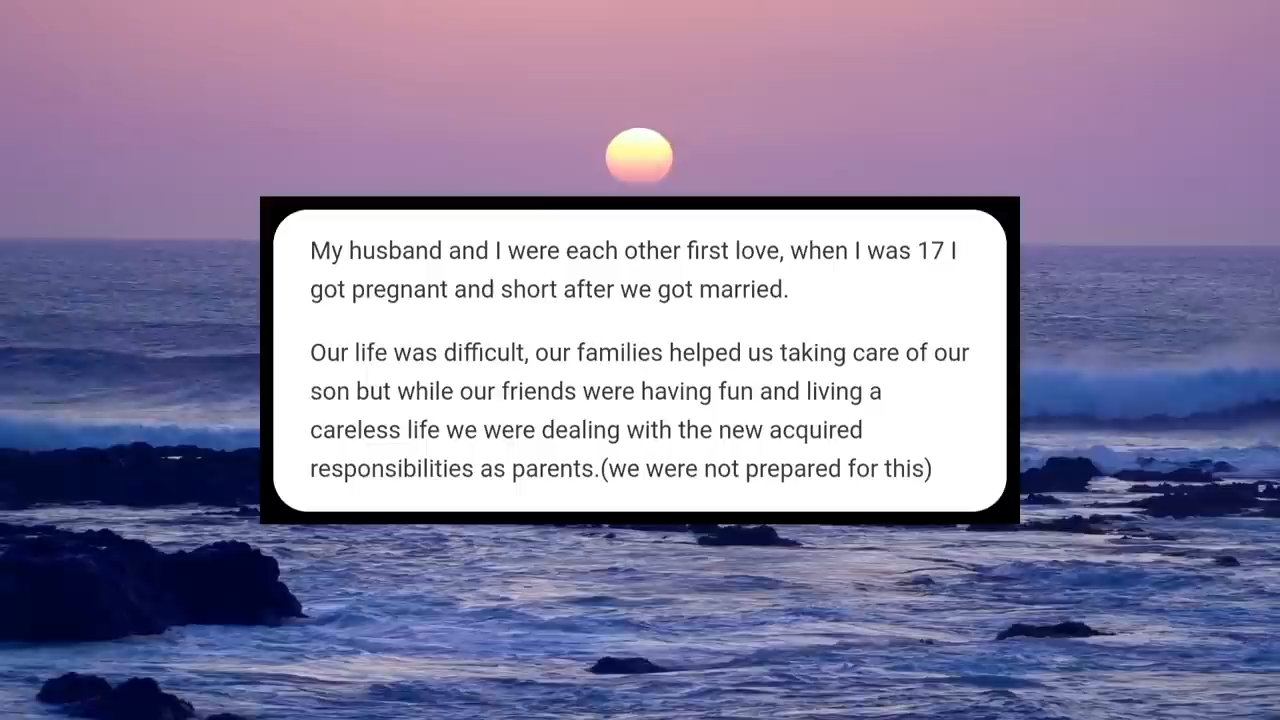 My husband and I were each other first love, when I was 17 I
got pregnant and short after we got married.
Our life was difficult, our families helped us taking care of our
son but while our friends were having fun and living a
careless life we were dealing with the new acquired
responsibilities as parents.(we were not prepared for this)